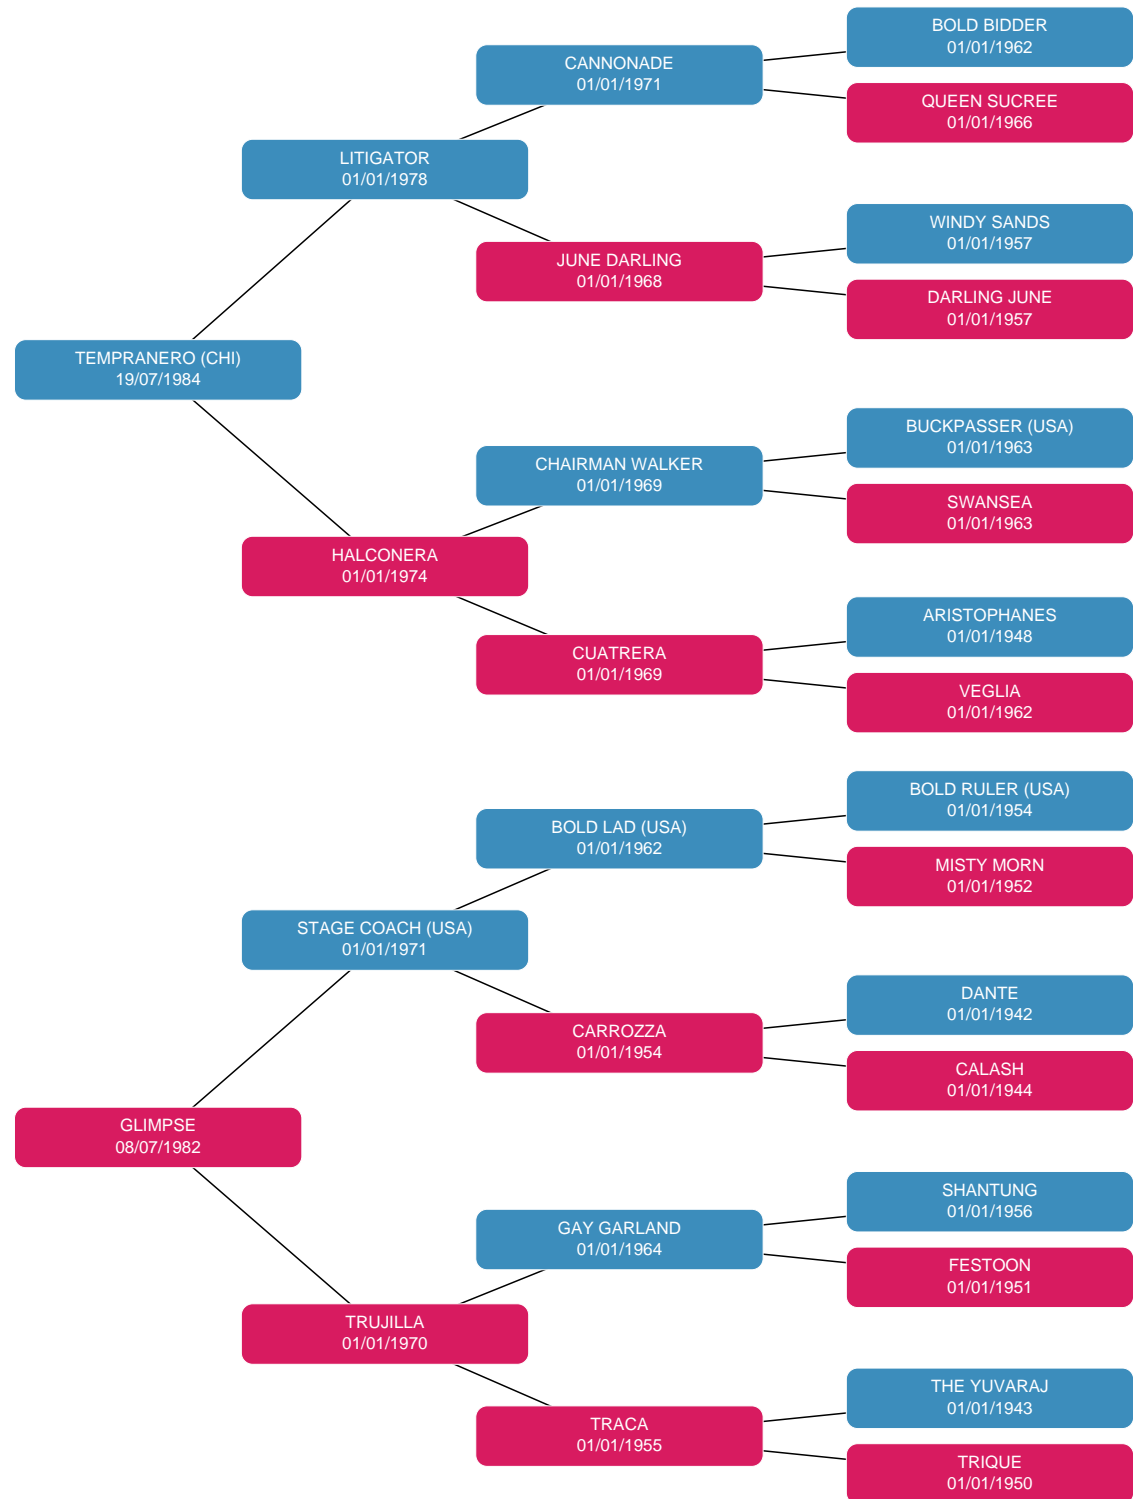 BOLD BIDDER
01/01/1962
CANNONADE
01/01/1971
QUEEN SUCREE
01/01/1966
LITIGATOR
01/01/1978
WINDY SANDS
01/01/1957
JUNE DARLING
01/01/1968
DARLING JUNE
01/01/1957
TEMPRANERO (CHI)
19/07/1984
BUCKPASSER (USA)
01/01/1963
CHAIRMAN WALKER
01/01/1969
SWANSEA
01/01/1963
HALCONERA
01/01/1974
ARISTOPHANES
01/01/1948
CUATRERA
01/01/1969
VEGLIA
01/01/1962
BOLD RULER (USA)
01/01/1954
BOLD LAD (USA)
01/01/1962
MISTY MORN
01/01/1952
STAGE COACH (USA)
01/01/1971
DANTE
01/01/1942
CARROZZA
01/01/1954
CALASH
01/01/1944
GLIMPSE
08/07/1982
SHANTUNG
01/01/1956
GAY GARLAND
01/01/1964
FESTOON
01/01/1951
TRUJILLA
01/01/1970
THE YUVARAJ
01/01/1943
TRACA
01/01/1955
TRIQUE
01/01/1950